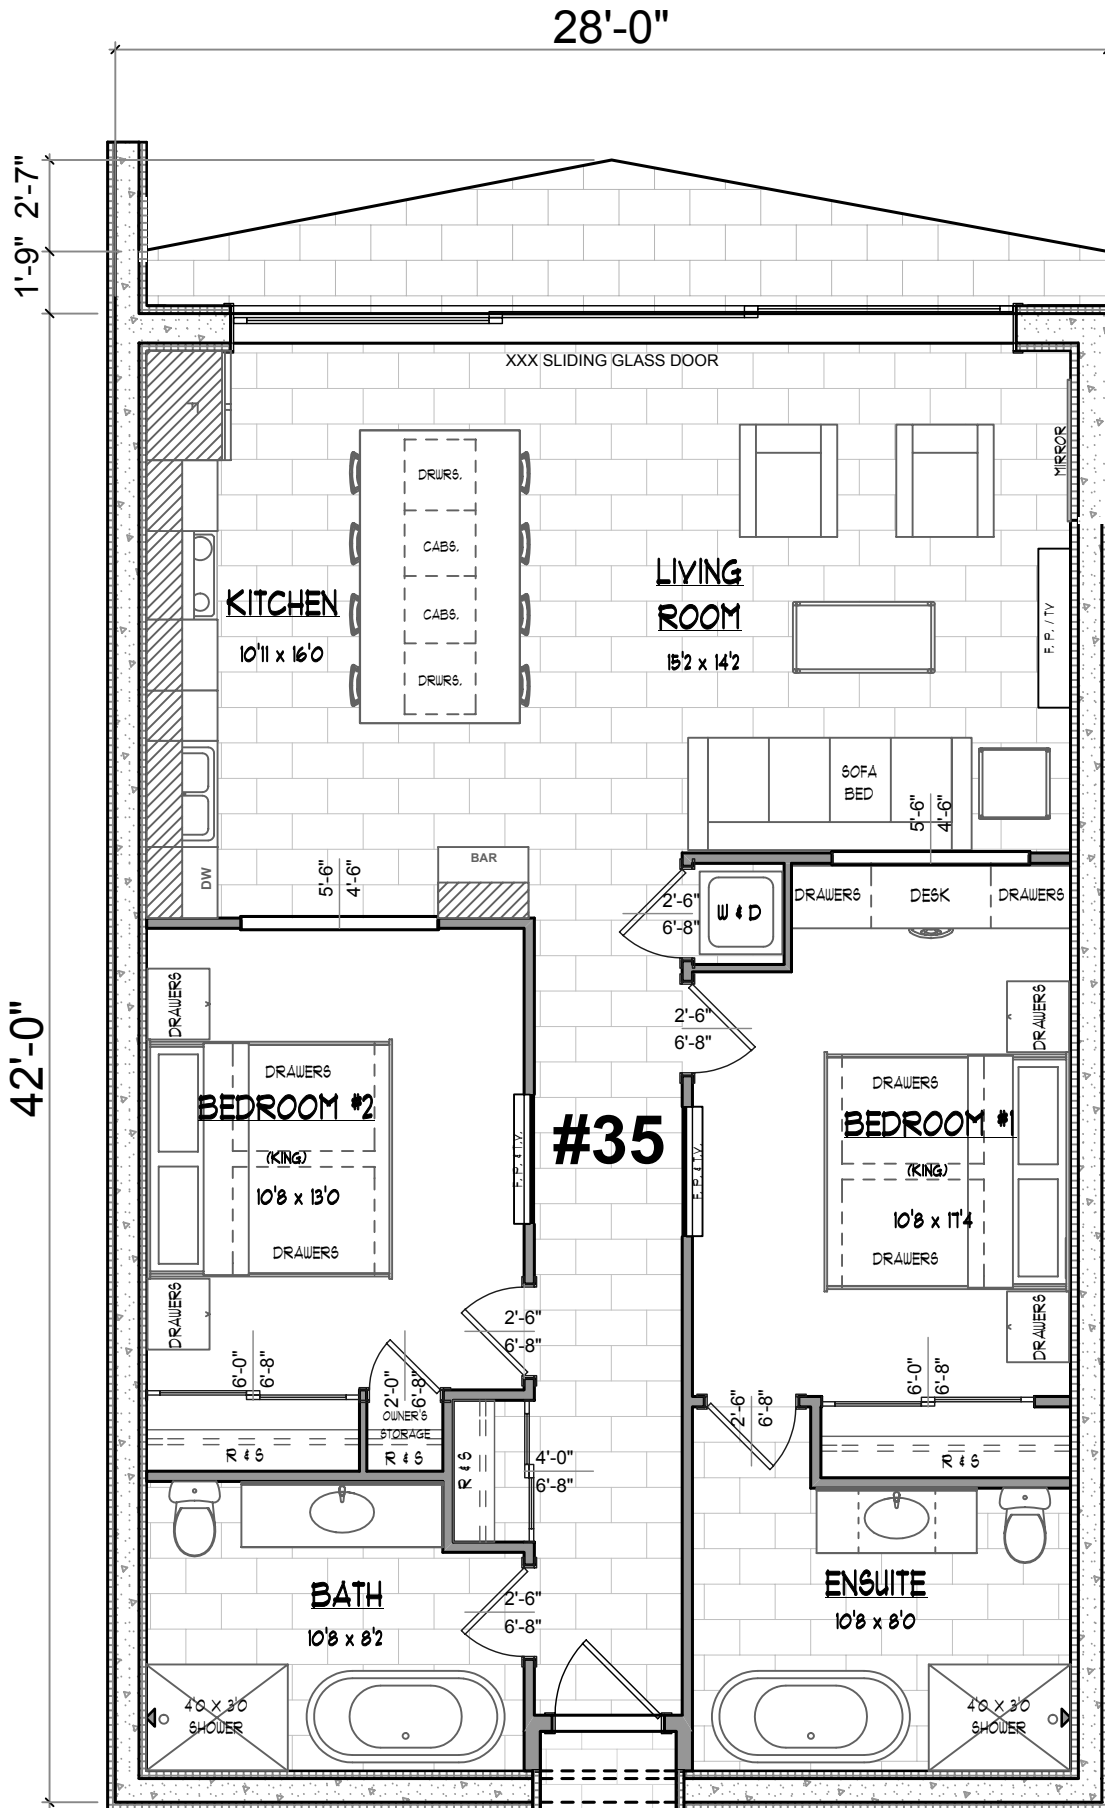 28'-0"
2'-7"
1'-9"
42'-0"
XXX SLIDING GLASS DOOR
F
MIRROR
DRWRS.
CABS.
CABS.
DRWRS.
KITCHEN
10'11 x 16'0
LIVING
ROOM
15'2 x 14'2
F. P. / TV
SOFA
BED
5'-6"
4'-6"
DW
5'-6"
4'-6"
BAR
2'-6"
6'-8"
W & D
DRAWERS
DESK
DRAWERS
DRAWERS
DRAWERS
BEDROOM #2
(KING)
10'8 x 13'0
DRAWERS
DRAWERS
F.P. & T.V.
#35
2'-6"
6'-8"
F.P. & T.V.
DRAWERS
DRAWERS
BEDROOM #1
(KING)
10'8 x 17'4
DRAWERS
DRAWERS
2'-6"
6'-8"
6'-0"
6'-8"
2'-0"
6'-8"
OWNER'S
STORAGE
R & S
R & S
R & S
4'-0"
6'-8"
2'-6"
6'-8"
6'-0"
6'-8"
R & S
BATH
10'8 x 8'2
2'-6"
6'-8"
ENSUITE
10'8 x 8'0
4'0 X 3'0
SHOWER
4'0 X 3'0
SHOWER